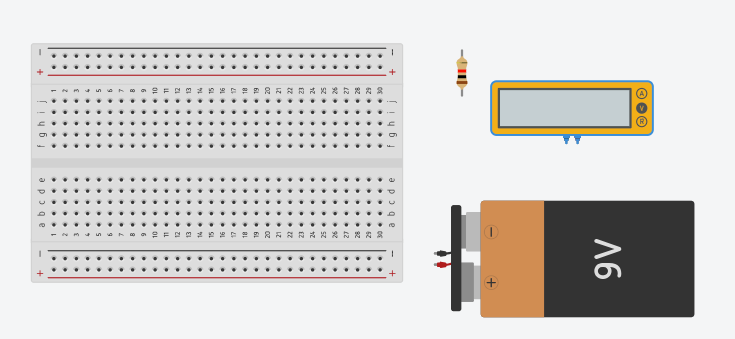 − −
+ +
1 2 3 4 5 6 7 8 9 10 11 12 13 14 15 16 17 18 19 20 21 22 23 24 25 26 27 28 29 30
j j
i i
h h
g g
f f
e e
d d
c c
b b
a a
1 2 3 4 5 6 7 8 9 10 11 12 13 14 15 16 17 18 19 20 21 22 23 24 25 26 27 28 29 30
− −
+ +
A
V
R
−
+
9V